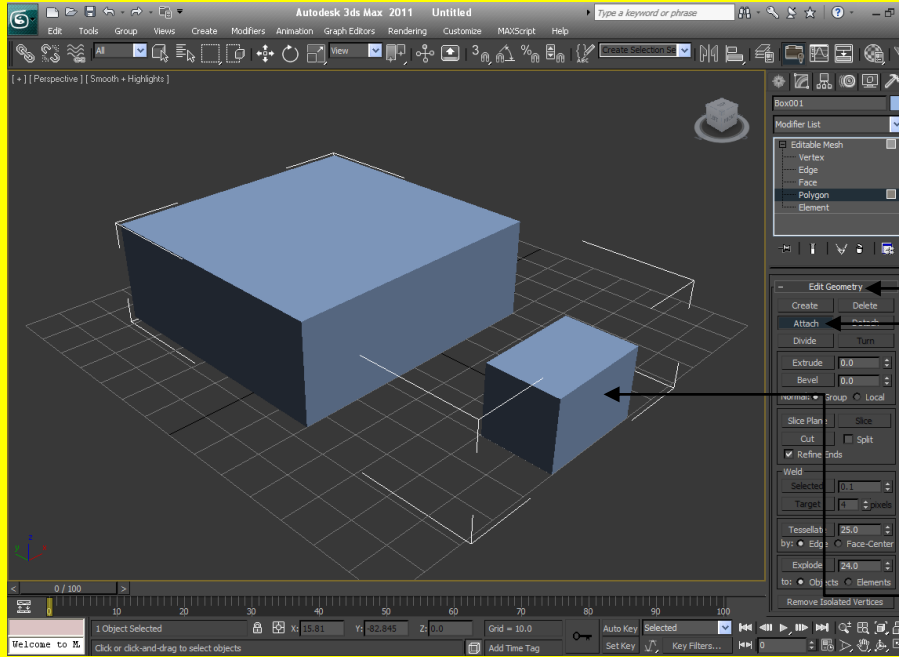 Autodesk 3ds Max 2011 Untitled
Type a keyword or phrase
Edit Tools Group Views Create Modifiers Animation Graph Editors Rendering Customize MAXScript Help
All
View
3
Create Selection Se
[ + ] [ Perspective ] [ Smooth + Highlights ]
Box001
Modifier List
Editable Mesh
Vertex
Edge
Face
Polygon
Element
Edit Geometry
Create Delete
Attach Detach
Divide Turn
Extrude 0.0
Bevel 0.0
Normal: Group Local
Slice Plane Slice
Cut Split
Refine Ends
Weld
Selected 0.1
Target 4 pixels
Tessellate 25.0
by: Edge Face-Center
Explode 24.0
to: Objects Elements
Remove Isolated Vertices
z
y
< 0 / 100 >
0 10 20 30 40 50 60 70 80 90 100
1 Object Selected X: 15.81 Y: -82.845 Z: 0.0 Grid = 10.0 Auto Key Selected
Welcome to M. Click or click-and-drag to select objects Add Time Tag Set Key Key Filters... 0